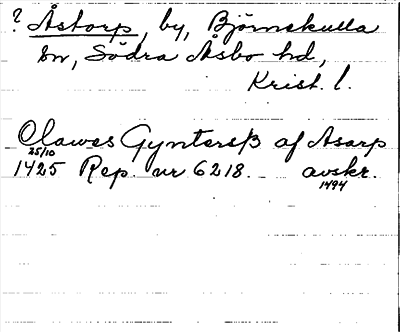 ? Åstorp, by, Björnekulla
sn, Södra Åsbo hd,
Krist. l.
Olawes Gyntersß af Asarp
25/10
1425 Rep. nr 6218. avskr.
1494